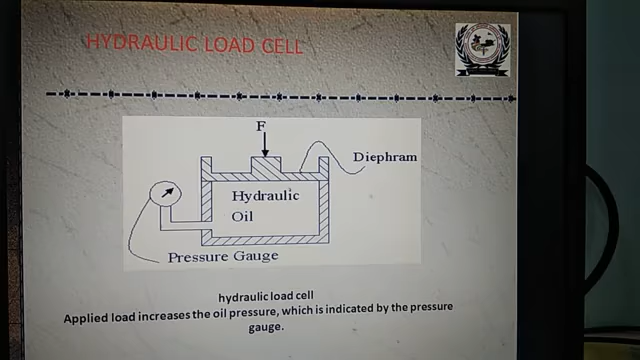 HYDRAULIC LOAD CELL
F
Diephram
Hydraulic
Oil
Pressure Gauge
hydraulic load cell
Applied load increases the oil pressure, which is indicated by the pressure
gauge.